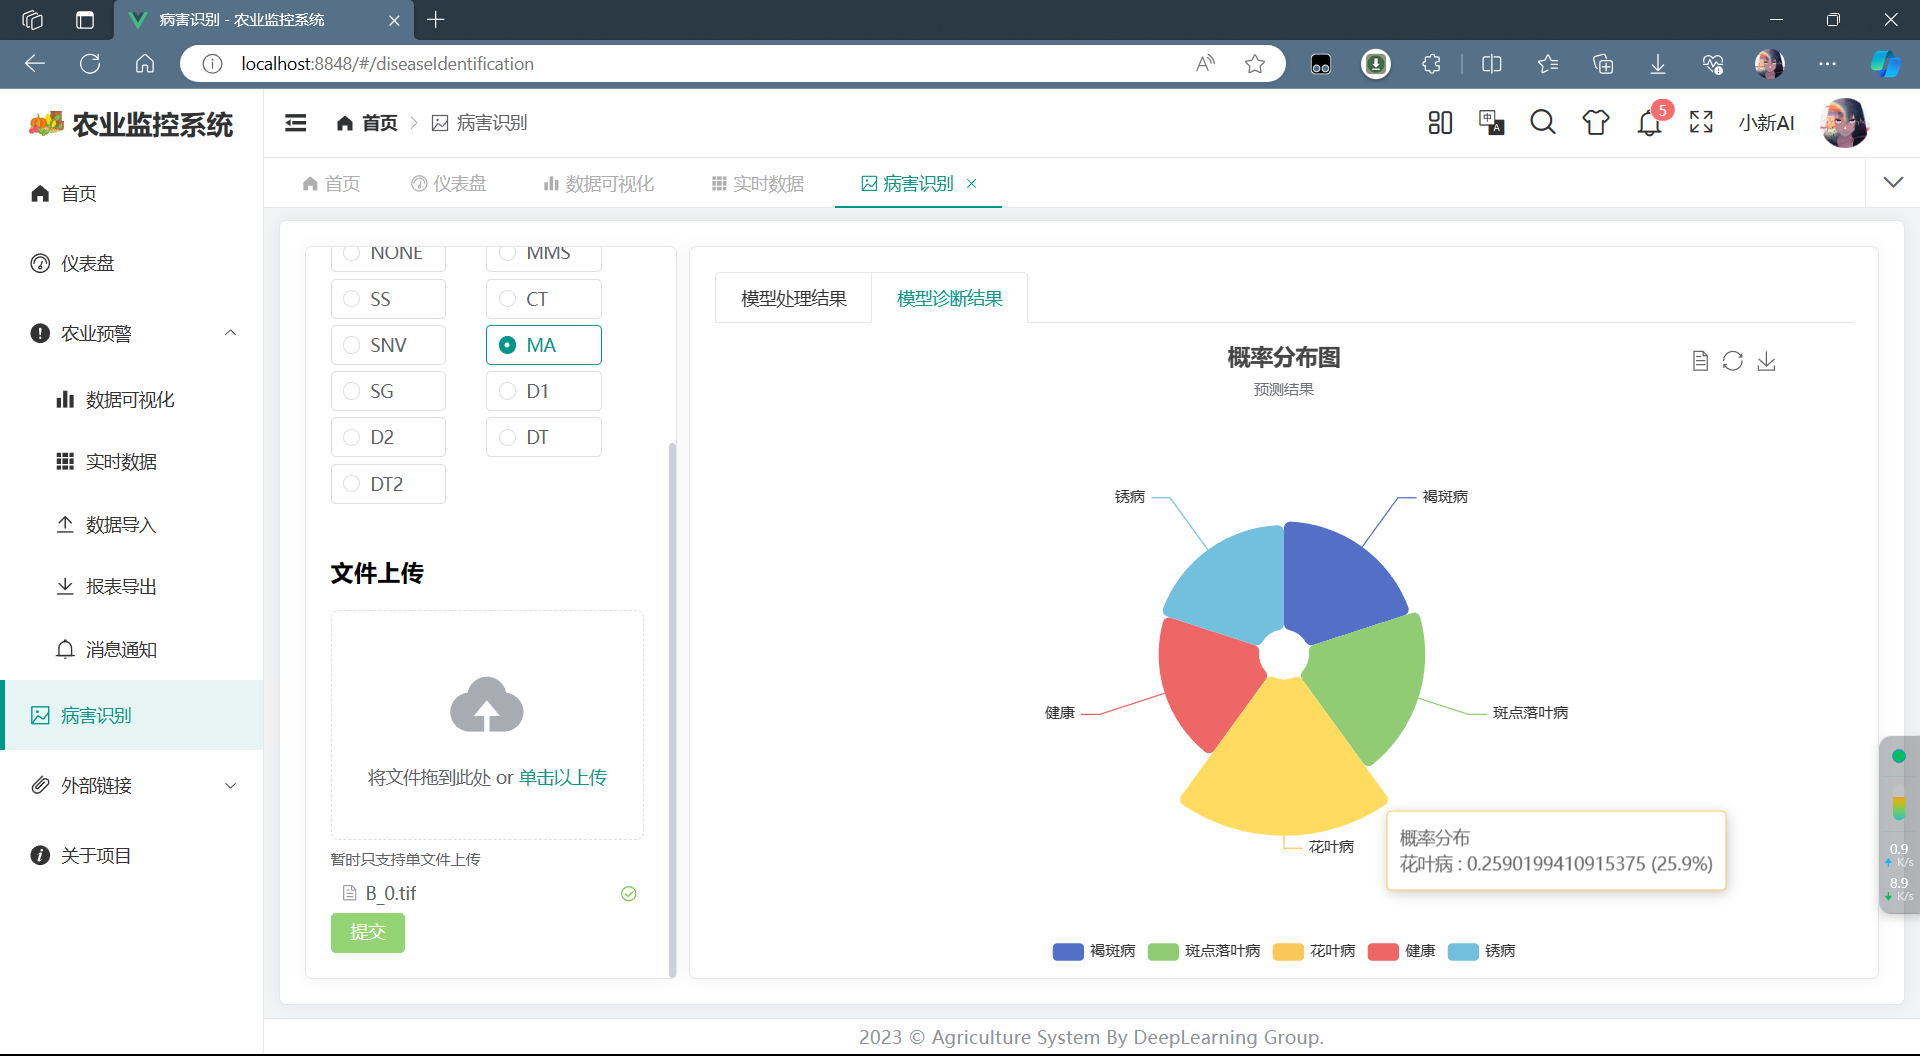 病害识别 - 农业监控系统
localhost:8848/#/diseaseIdentification
农业监控系统
首页
病害识别
5
小新AI
首页
仪表盘
数据可视化
实时数据
病害识别
首页
仪表盘
农业预警
数据可视化
实时数据
数据导入
报表导出
消息通知
病害识别
外部链接
关于项目
NONE
MMS
SS
CT
SNV
MA
SG
D1
D2
DT
DT2
文件上传
将文件拖到此处 or 单击以上传
暂时只支持单文件上传
B_0.tif
提交
模型处理结果
模型诊断结果
概率分布图
预测结果
锈病
褐斑病
健康
斑点落叶病
花叶病
概率分布
花叶病 : 0.2590199410915375 (25.9%)
褐斑病
斑点落叶病
花叶病
健康
锈病
0.9
K/s
8.9
K/s
2023 © Agriculture System By DeepLearning Group.